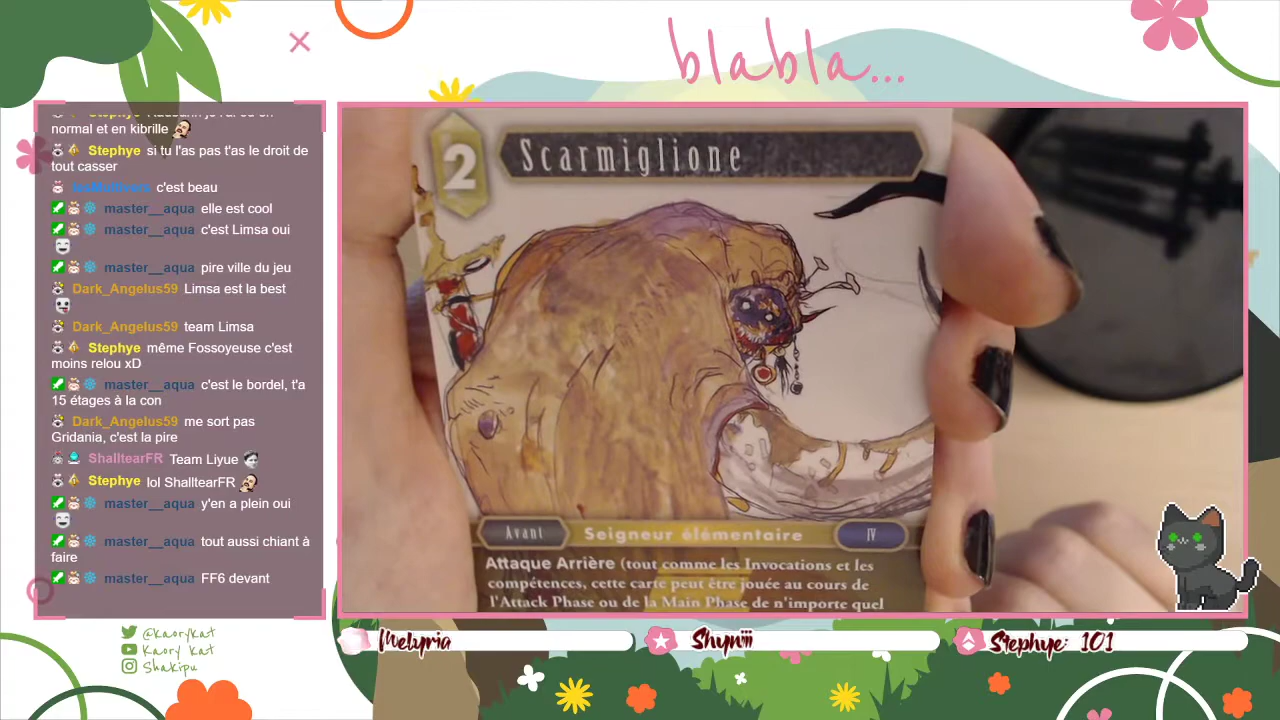 blabla...
normal et en kibrille
Stephye si tu l'as pas t'as le droit de
tout casser
c'est beau
master__aqua elle est cool
master__aqua c'est Limsa oui
master__aqua pire ville du jeu
Dark_Angelus59 Limsa est la best
Dark_Angelus59 team Limsa
Stephye même Fossoyeuse c'est
moins relou xD
master__aqua c'est le bordel, t'a
15 étages à la con
Dark_Angelus59 me sort pas
Gridania, c'est la pire
ShalltearFR Team Liyue
Stephye lol ShalltearFR
master__aqua y'en a plein oui
master__aqua tout aussi chiant à
faire
master__aqua FF6 devant
2
Scarmiglione
Avant
Seigneur élémentaire
IV
Attaque Arrière (tout comme les Invocations et les
compétences, cette carte peut être jouée au cours de
l'Attack Phase ou de la Main Phase de n'importe quel
@KaoryKat
Kaory Kat
Shakipu
Melyria
Shyniii
Stephye: 101